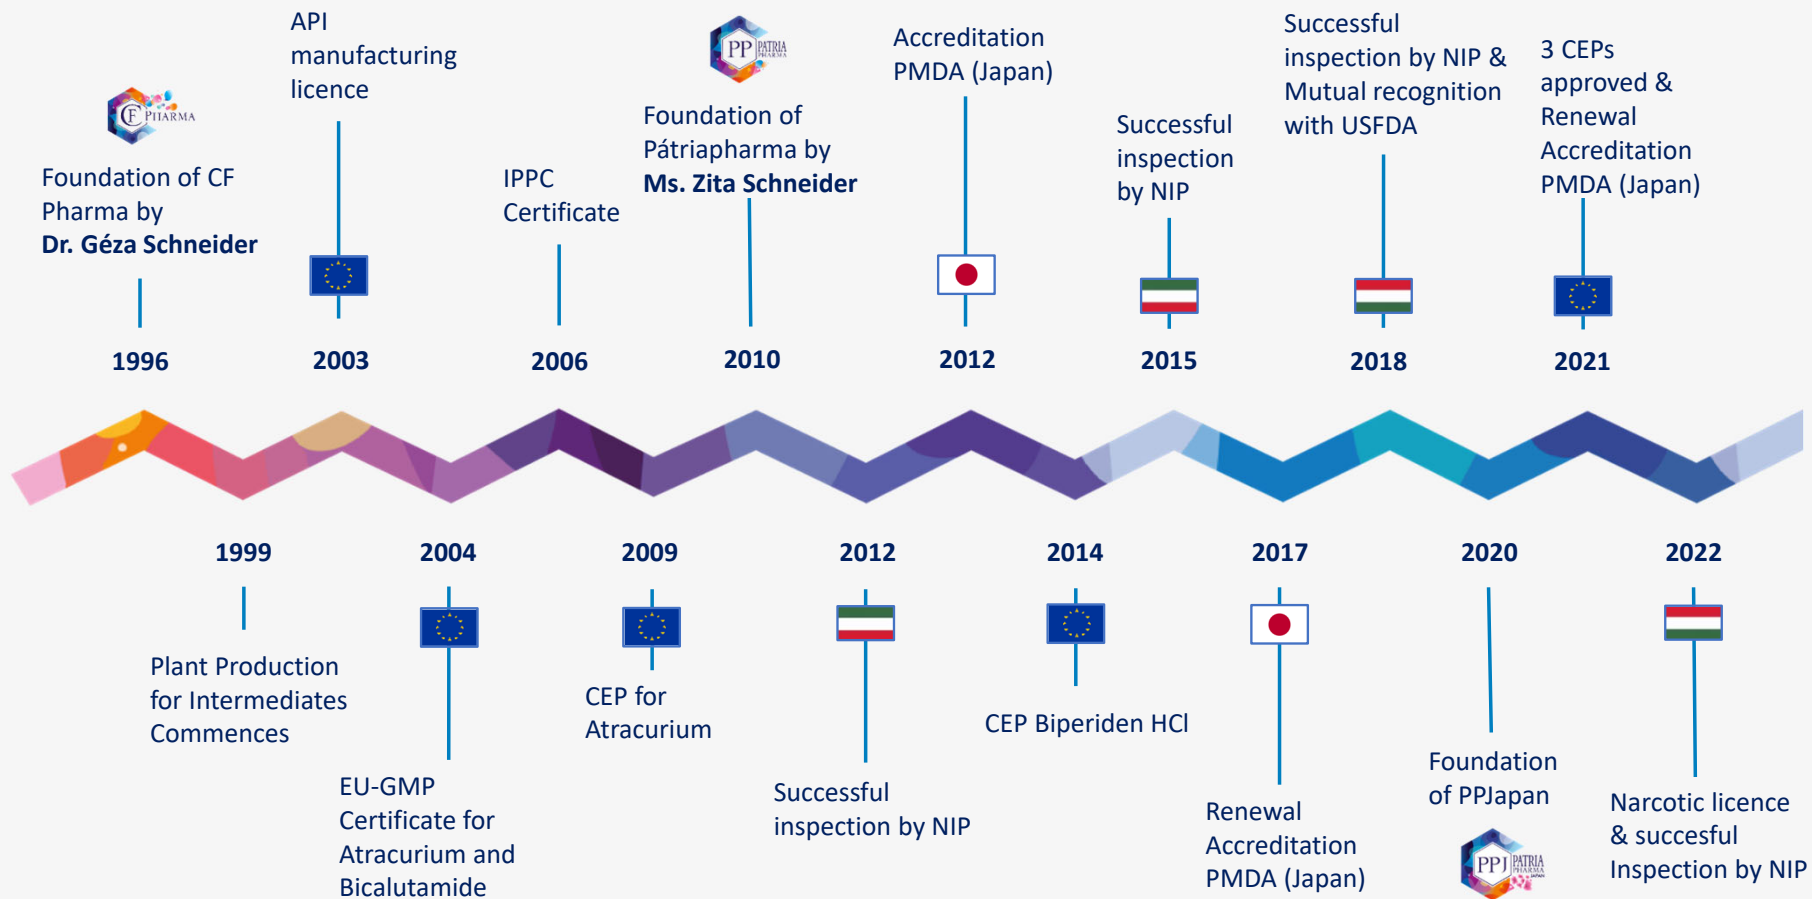 CF PHARMA
Foundation of CF
Pharma by
Dr. Géza Schneider
1996
API
manufacturing
licence
2003
IPPC
Certificate
2006
PP PATRIA
PHARMA
Foundation of
Pátriapharma by
Ms. Zita Schneider
2010
Accreditation
PMDA (Japan)
2012
Successful
inspection
by NIP
2015
Successful
inspection by NIP &
Mutual recognition
with USFDA
2018
3 CEPs
approved &
Renewal
Accreditation
PMDA (Japan)
2021
1999
Plant Production
for Intermediates
Commences
2004
EU-GMP
Certificate for
Atracurium and
Bicalutamide
2009
CEP for
Atracurium
2012
Successful
inspection by NIP
2014
CEP Biperiden HCl
2017
Renewal
Accreditation
PMDA (Japan)
2020
Foundation
of PPJapan
PPJ PATRIA
PHARMA
JAPAN
2022
Narcotic licence
& succesful
Inspection by NIP